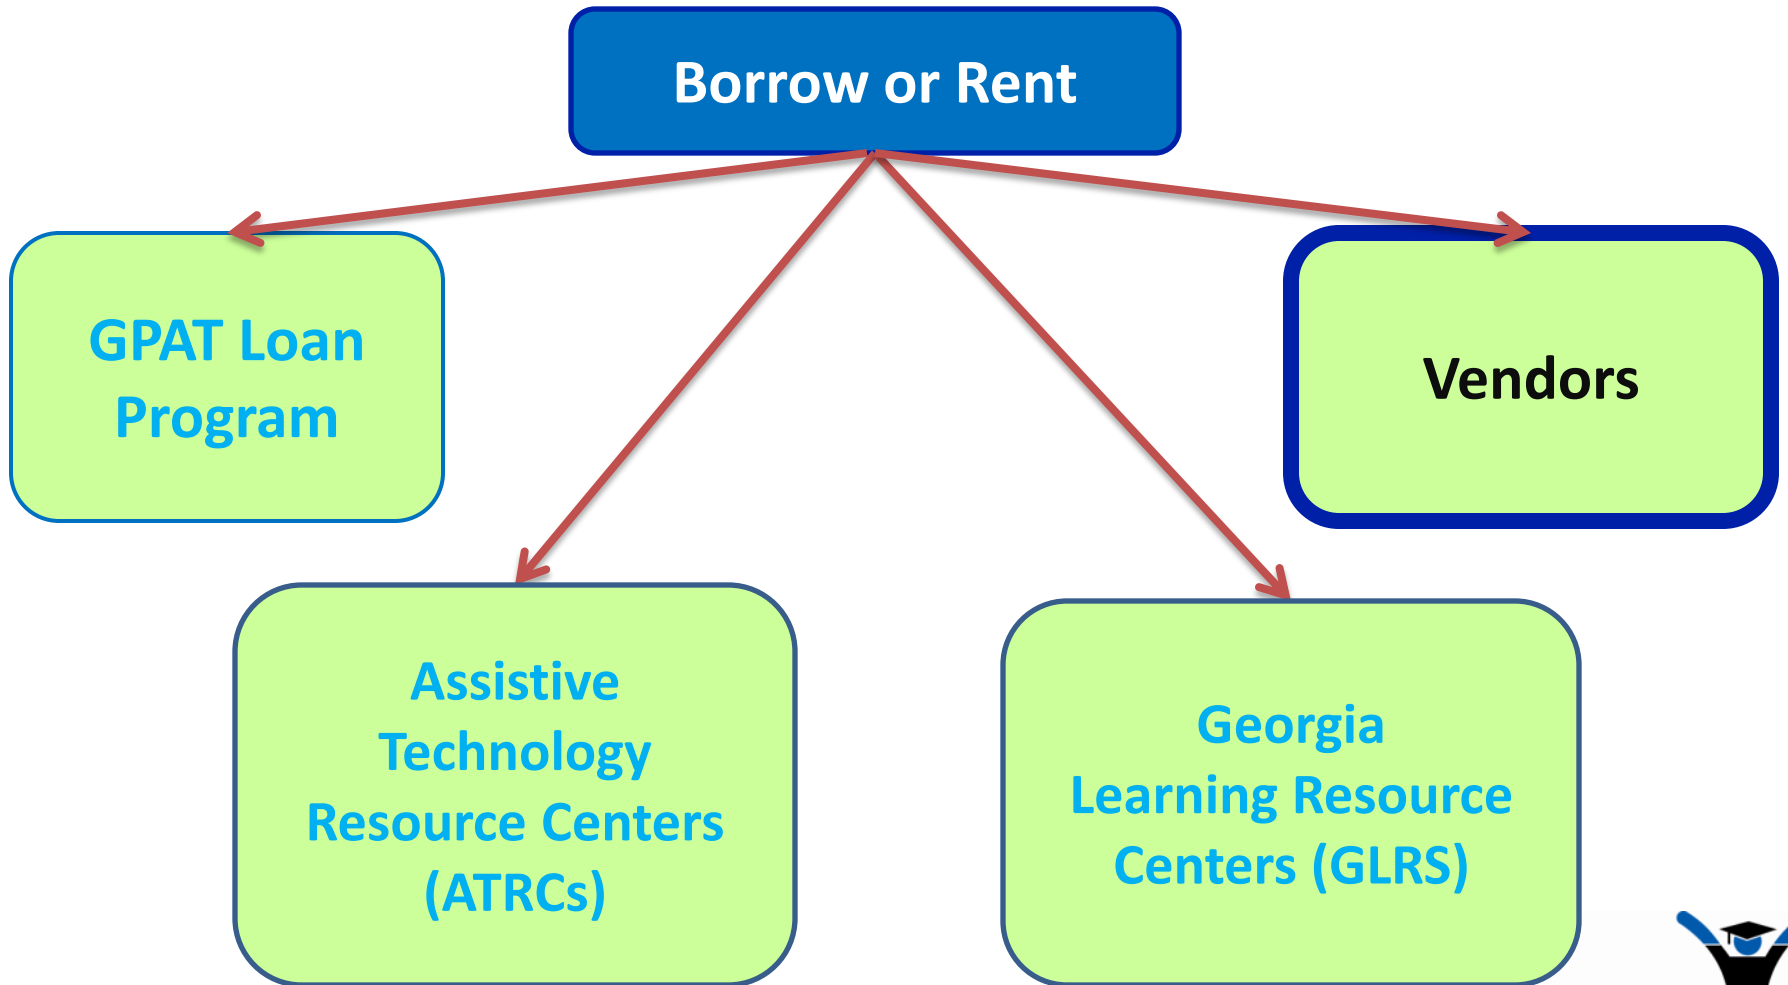 Borrow or Rent
GPAT Loan
Program
Vendors
Assistive
Technology
Resource Centers
(ATRCs)
Georgia
Learning Resource
Centers (GLRS)